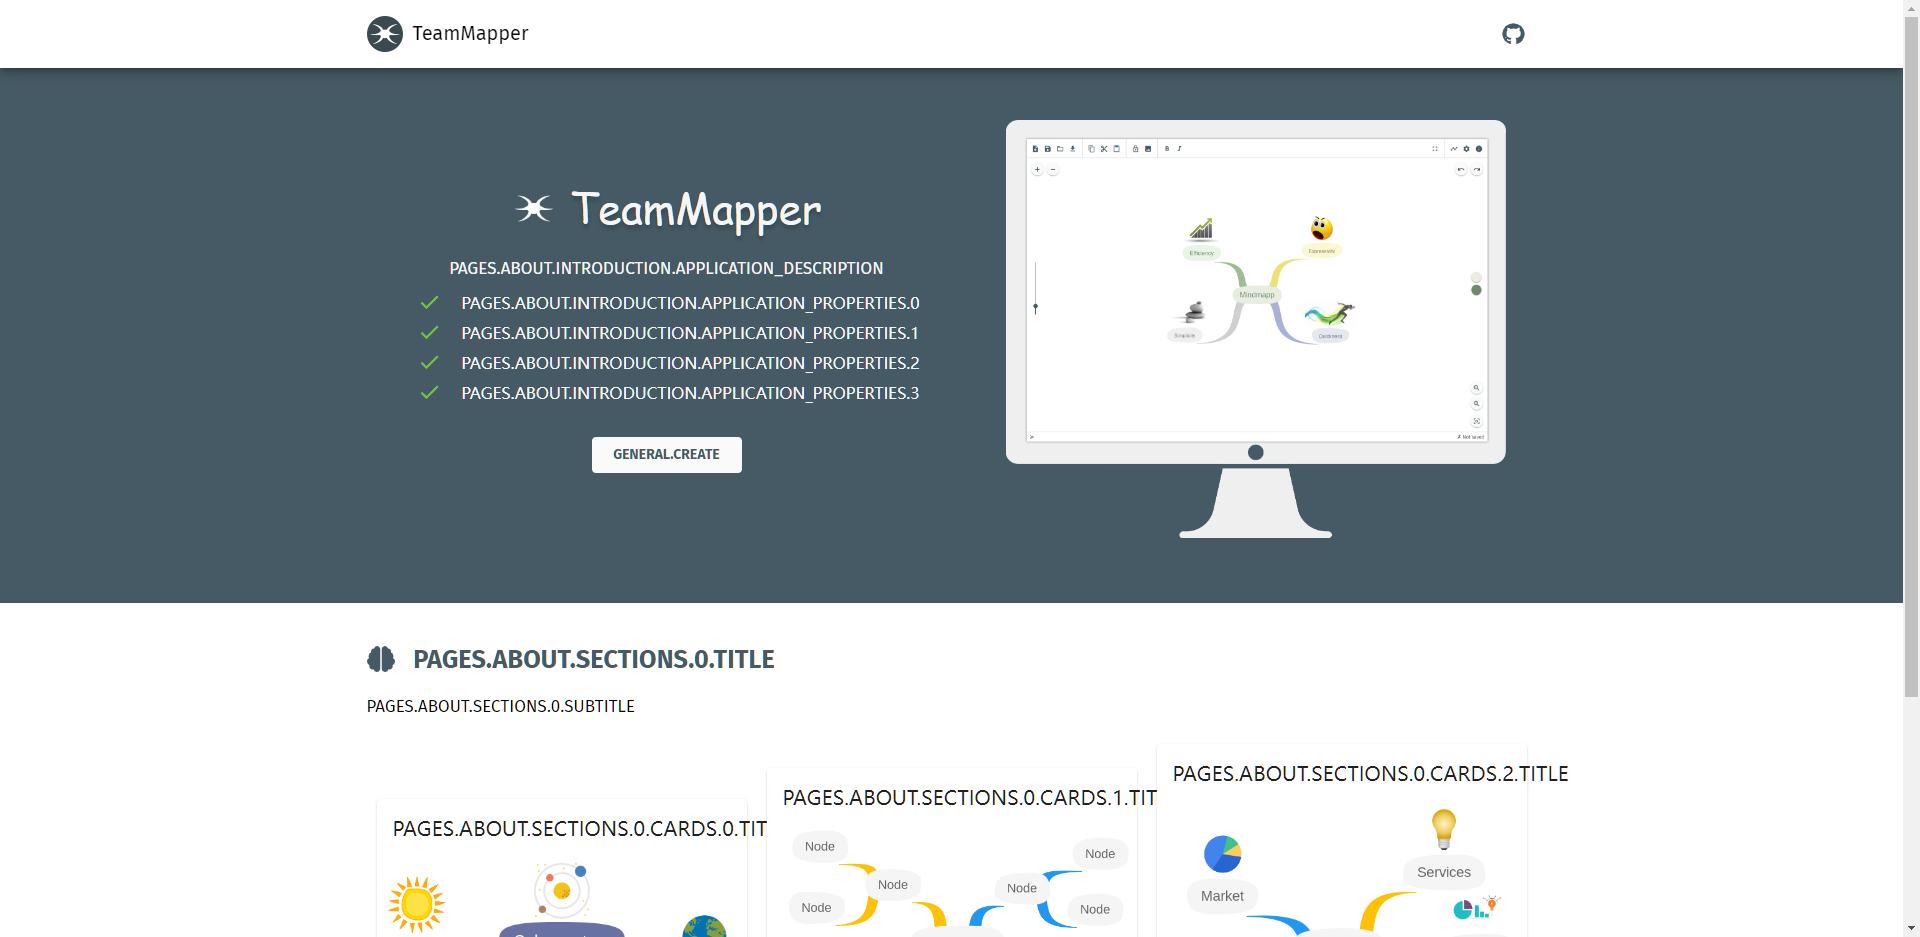 TeamMapper
TeamMapper
PAGES.ABOUT.INTRODUCTION.APPLICATION_DESCRIPTION
PAGES.ABOUT.INTRODUCTION.APPLICATION_PROPERTIES.0
PAGES.ABOUT.INTRODUCTION.APPLICATION_PROPERTIES.1
PAGES.ABOUT.INTRODUCTION.APPLICATION_PROPERTIES.2
PAGES.ABOUT.INTRODUCTION.APPLICATION_PROPERTIES.3
GENERAL.CREATE
Efficiency
Mindmapp
Not saved
PAGES.ABOUT.SECTIONS.0.TITLE
PAGES.ABOUT.SECTIONS.0.SUBTITLE
PAGES.ABOUT.SECTIONS.0.CARDS.0.TIT
PAGES.ABOUT.SECTIONS.0.CARDS.1.TIT
Node
Node
Node
Node
Node
Node
PAGES.ABOUT.SECTIONS.0.CARDS.2.TITLE
Services
Market